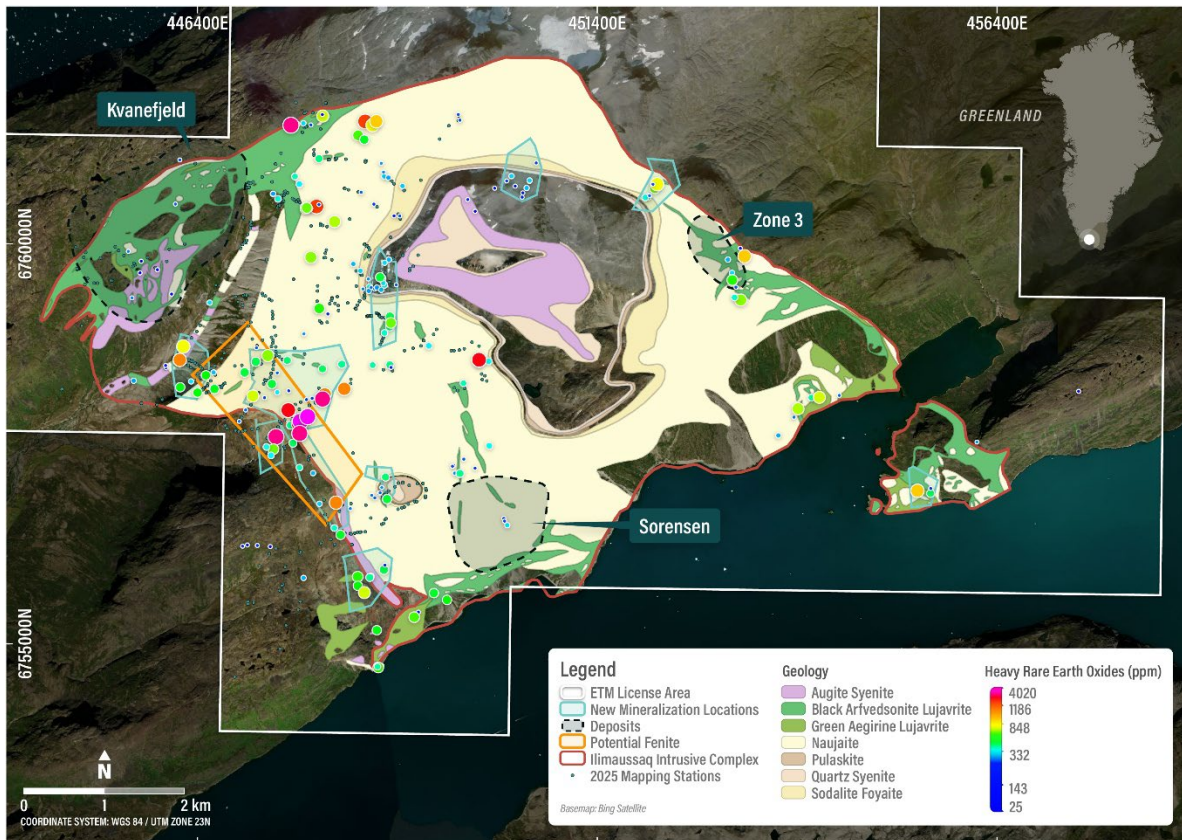 446400E
451400E
456400E
Kvanefjeld
GREENLAND
Zone 3
6760000N
Sorensen
6755000N
N
0 1 2 km
COORDINATE SYSTEM: WGS 84 / UTM ZONE 23N
Legend
ETM License Area
New Mineralization Locations
Deposits
Potential Fenite
Ilimaussaq Intrusive Complex
2025 Mapping Stations
Basemap: Bing Satellite
Geology
Augite Syenite
Black Arfvedsonite Lujavrite
Green Aegirine Lujavrite
Naujaite
Pulaskite
Quartz Syenite
Sodalite Foyaite
Heavy Rare Earth Oxides (ppm)
4020
1186
848
332
143
25